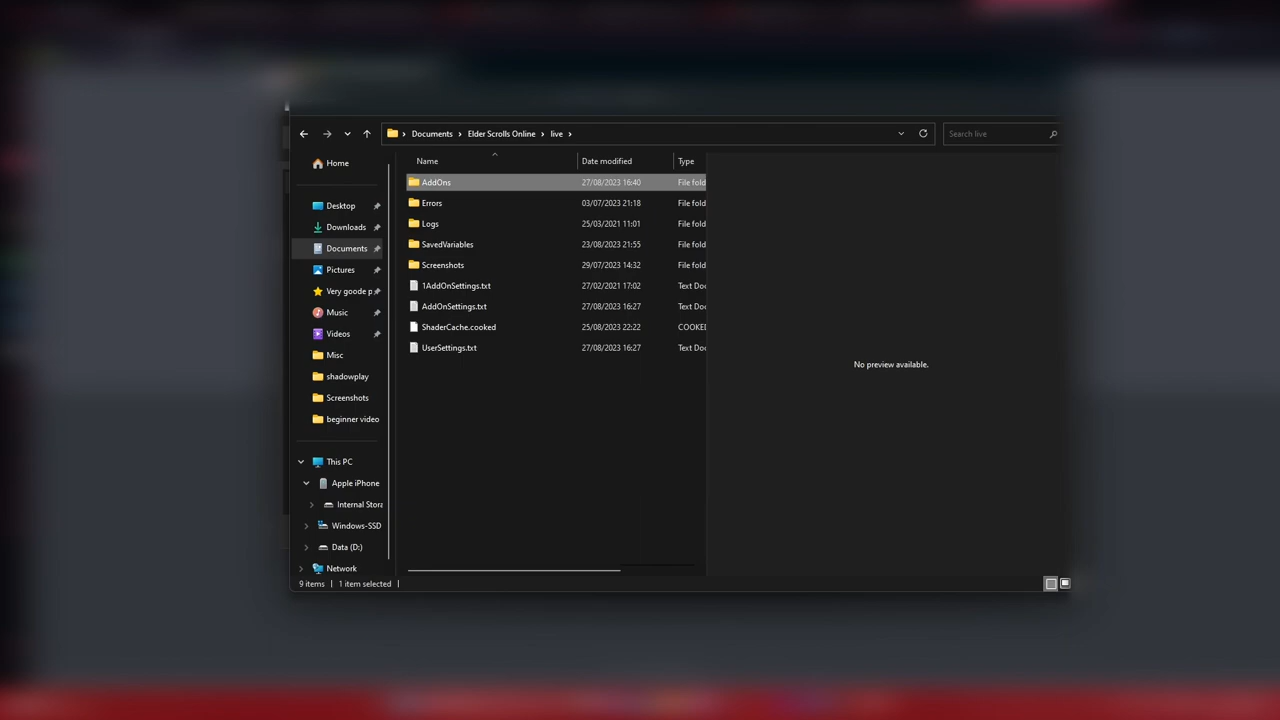 Documents › Elder Scrolls Online › live ›
Search live
Home
Desktop
Downloads
Documents
Pictures
Very goode p
Music
Videos
Misc
shadowplay
Screenshots
beginner video
This PC
Apple iPhone
Internal Stora
Windows-SSD
Data (D:)
Network
Name Date modified Type
AddOns 27/08/2023 16:40 File fold
Errors 03/07/2023 21:18 File fold
Logs 25/03/2021 11:01 File fold
SavedVariables 23/08/2023 21:55 File fold
Screenshots 29/07/2023 14:32 File fold
1AddOnSettings.txt 27/02/2021 17:02 Text Doc
AddOnSettings.txt 27/08/2023 16:27 Text Doc
ShaderCache.cooked 25/08/2023 22:22 COOKED
UserSettings.txt 27/08/2023 16:27 Text Doc
No preview available.
9 items 1 item selected